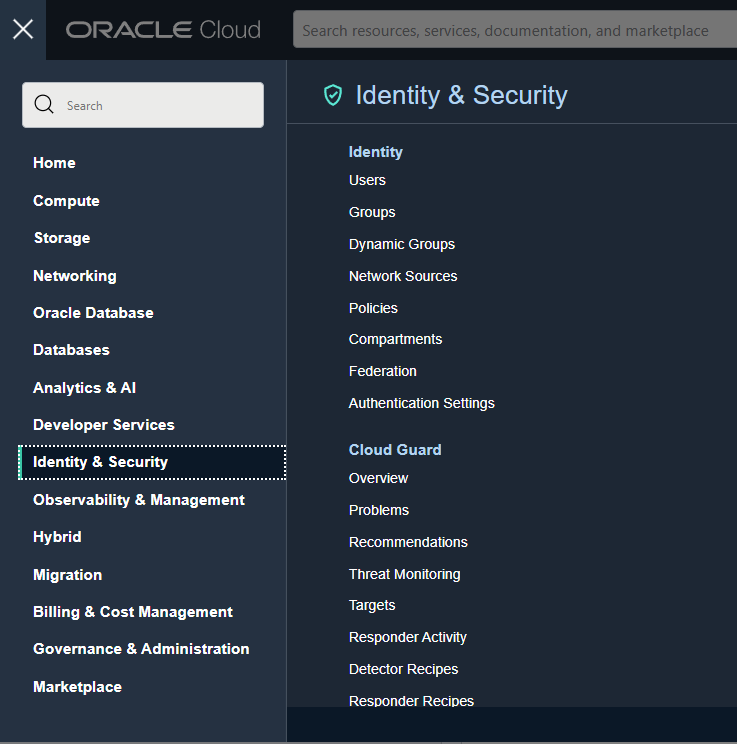 ORACLE Cloud
Search resources, services, documentation, and marketplace
Search
Home
Compute
Storage
Networking
Oracle Database
Databases
Analytics & AI
Developer Services
Identity & Security
Observability & Management
Hybrid
Migration
Billing & Cost Management
Governance & Administration
Marketplace
Identity & Security
Identity
Users
Groups
Dynamic Groups
Network Sources
Policies
Compartments
Federation
Authentication Settings
Cloud Guard
Overview
Problems
Recommendations
Threat Monitoring
Targets
Responder Activity
Detector Recipes
Responder Recipes